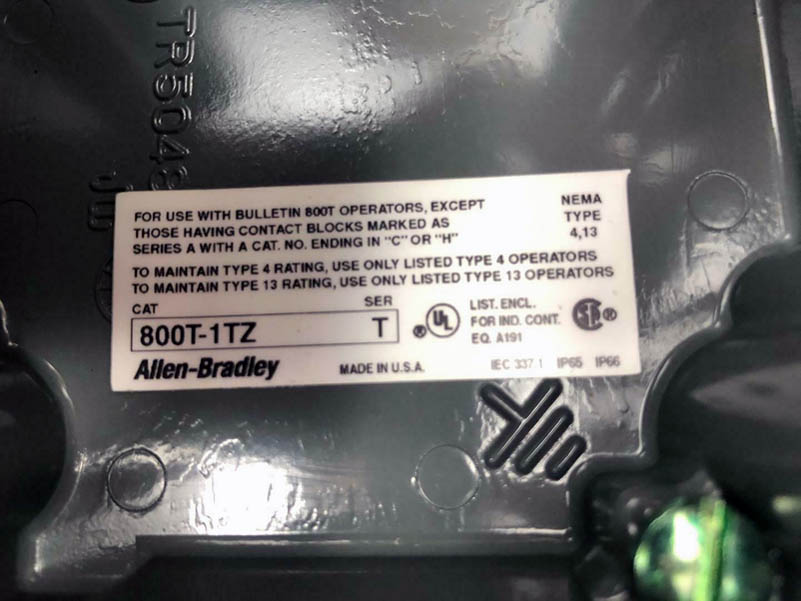 TR5048
FOR USE WITH BULLETIN 800T OPERATORS, EXCEPT
THOSE HAVING CONTACT BLOCKS MARKED AS
SERIES A WITH A CAT. NO. ENDING IN "C" OR "H"
NEMA
TYPE
4,13
TO MAINTAIN TYPE 4 RATING, USE ONLY LISTED TYPE 4 OPERATORS
TO MAINTAIN TYPE 13 RATING, USE ONLY LISTED TYPE 13 OPERATORS
CAT SER
800T-1TZ T
UL
LIST. ENCL.
FOR IND. CONT.
EQ. A191
SA
Allen-Bradley MADE IN U.S.A. IEC 337.1 IP65 IP66